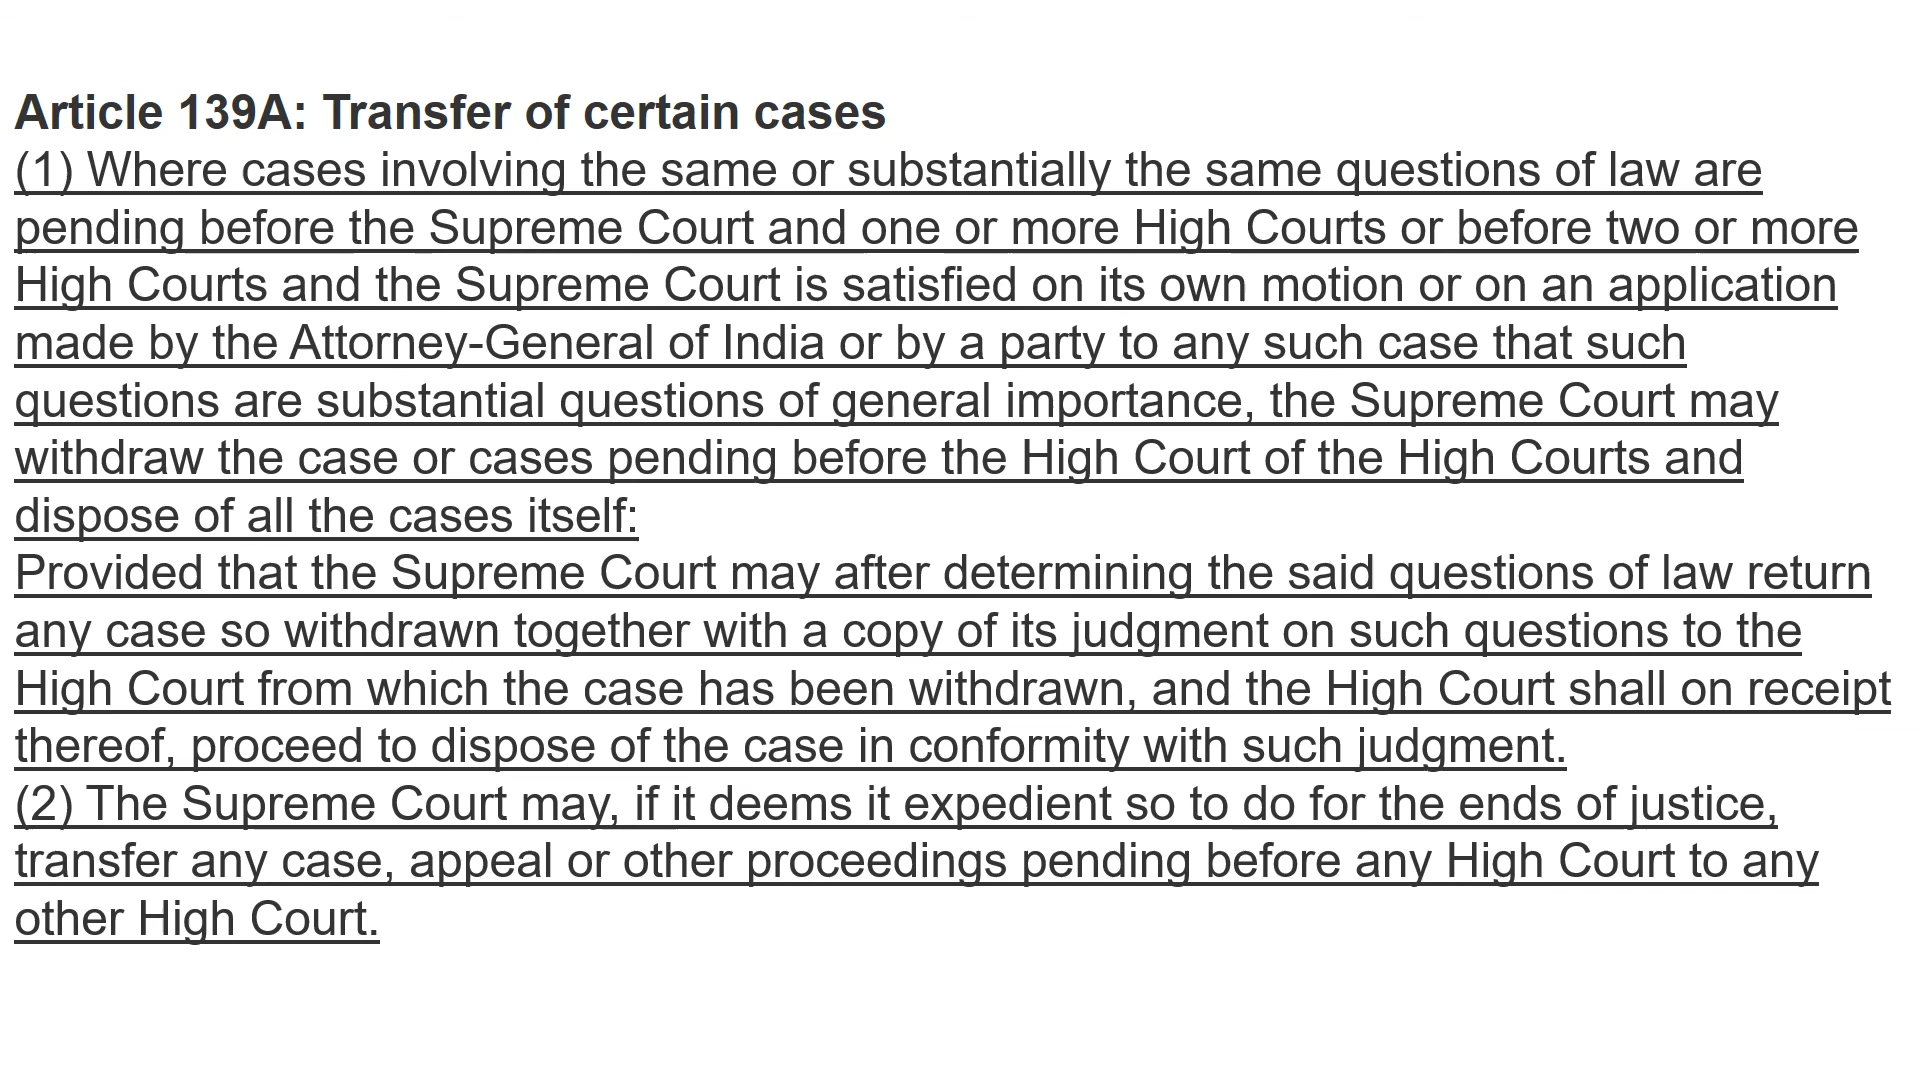 Article 139A: Transfer of certain cases
(1) Where cases involving the same or substantially the same questions of law are
pending before the Supreme Court and one or more High Courts or before two or more
High Courts and the Supreme Court is satisfied on its own motion or on an application
made by the Attorney-General of India or by a party to any such case that such
questions are substantial questions of general importance, the Supreme Court may
withdraw the case or cases pending before the High Court of the High Courts and
dispose of all the cases itself:
Provided that the Supreme Court may after determining the said questions of law return
any case so withdrawn together with a copy of its judgment on such questions to the
High Court from which the case has been withdrawn, and the High Court shall on receipt
thereof, proceed to dispose of the case in conformity with such judgment.
(2) The Supreme Court may, if it deems it expedient so to do for the ends of justice,
transfer any case, appeal or other proceedings pending before any High Court to any
other High Court.